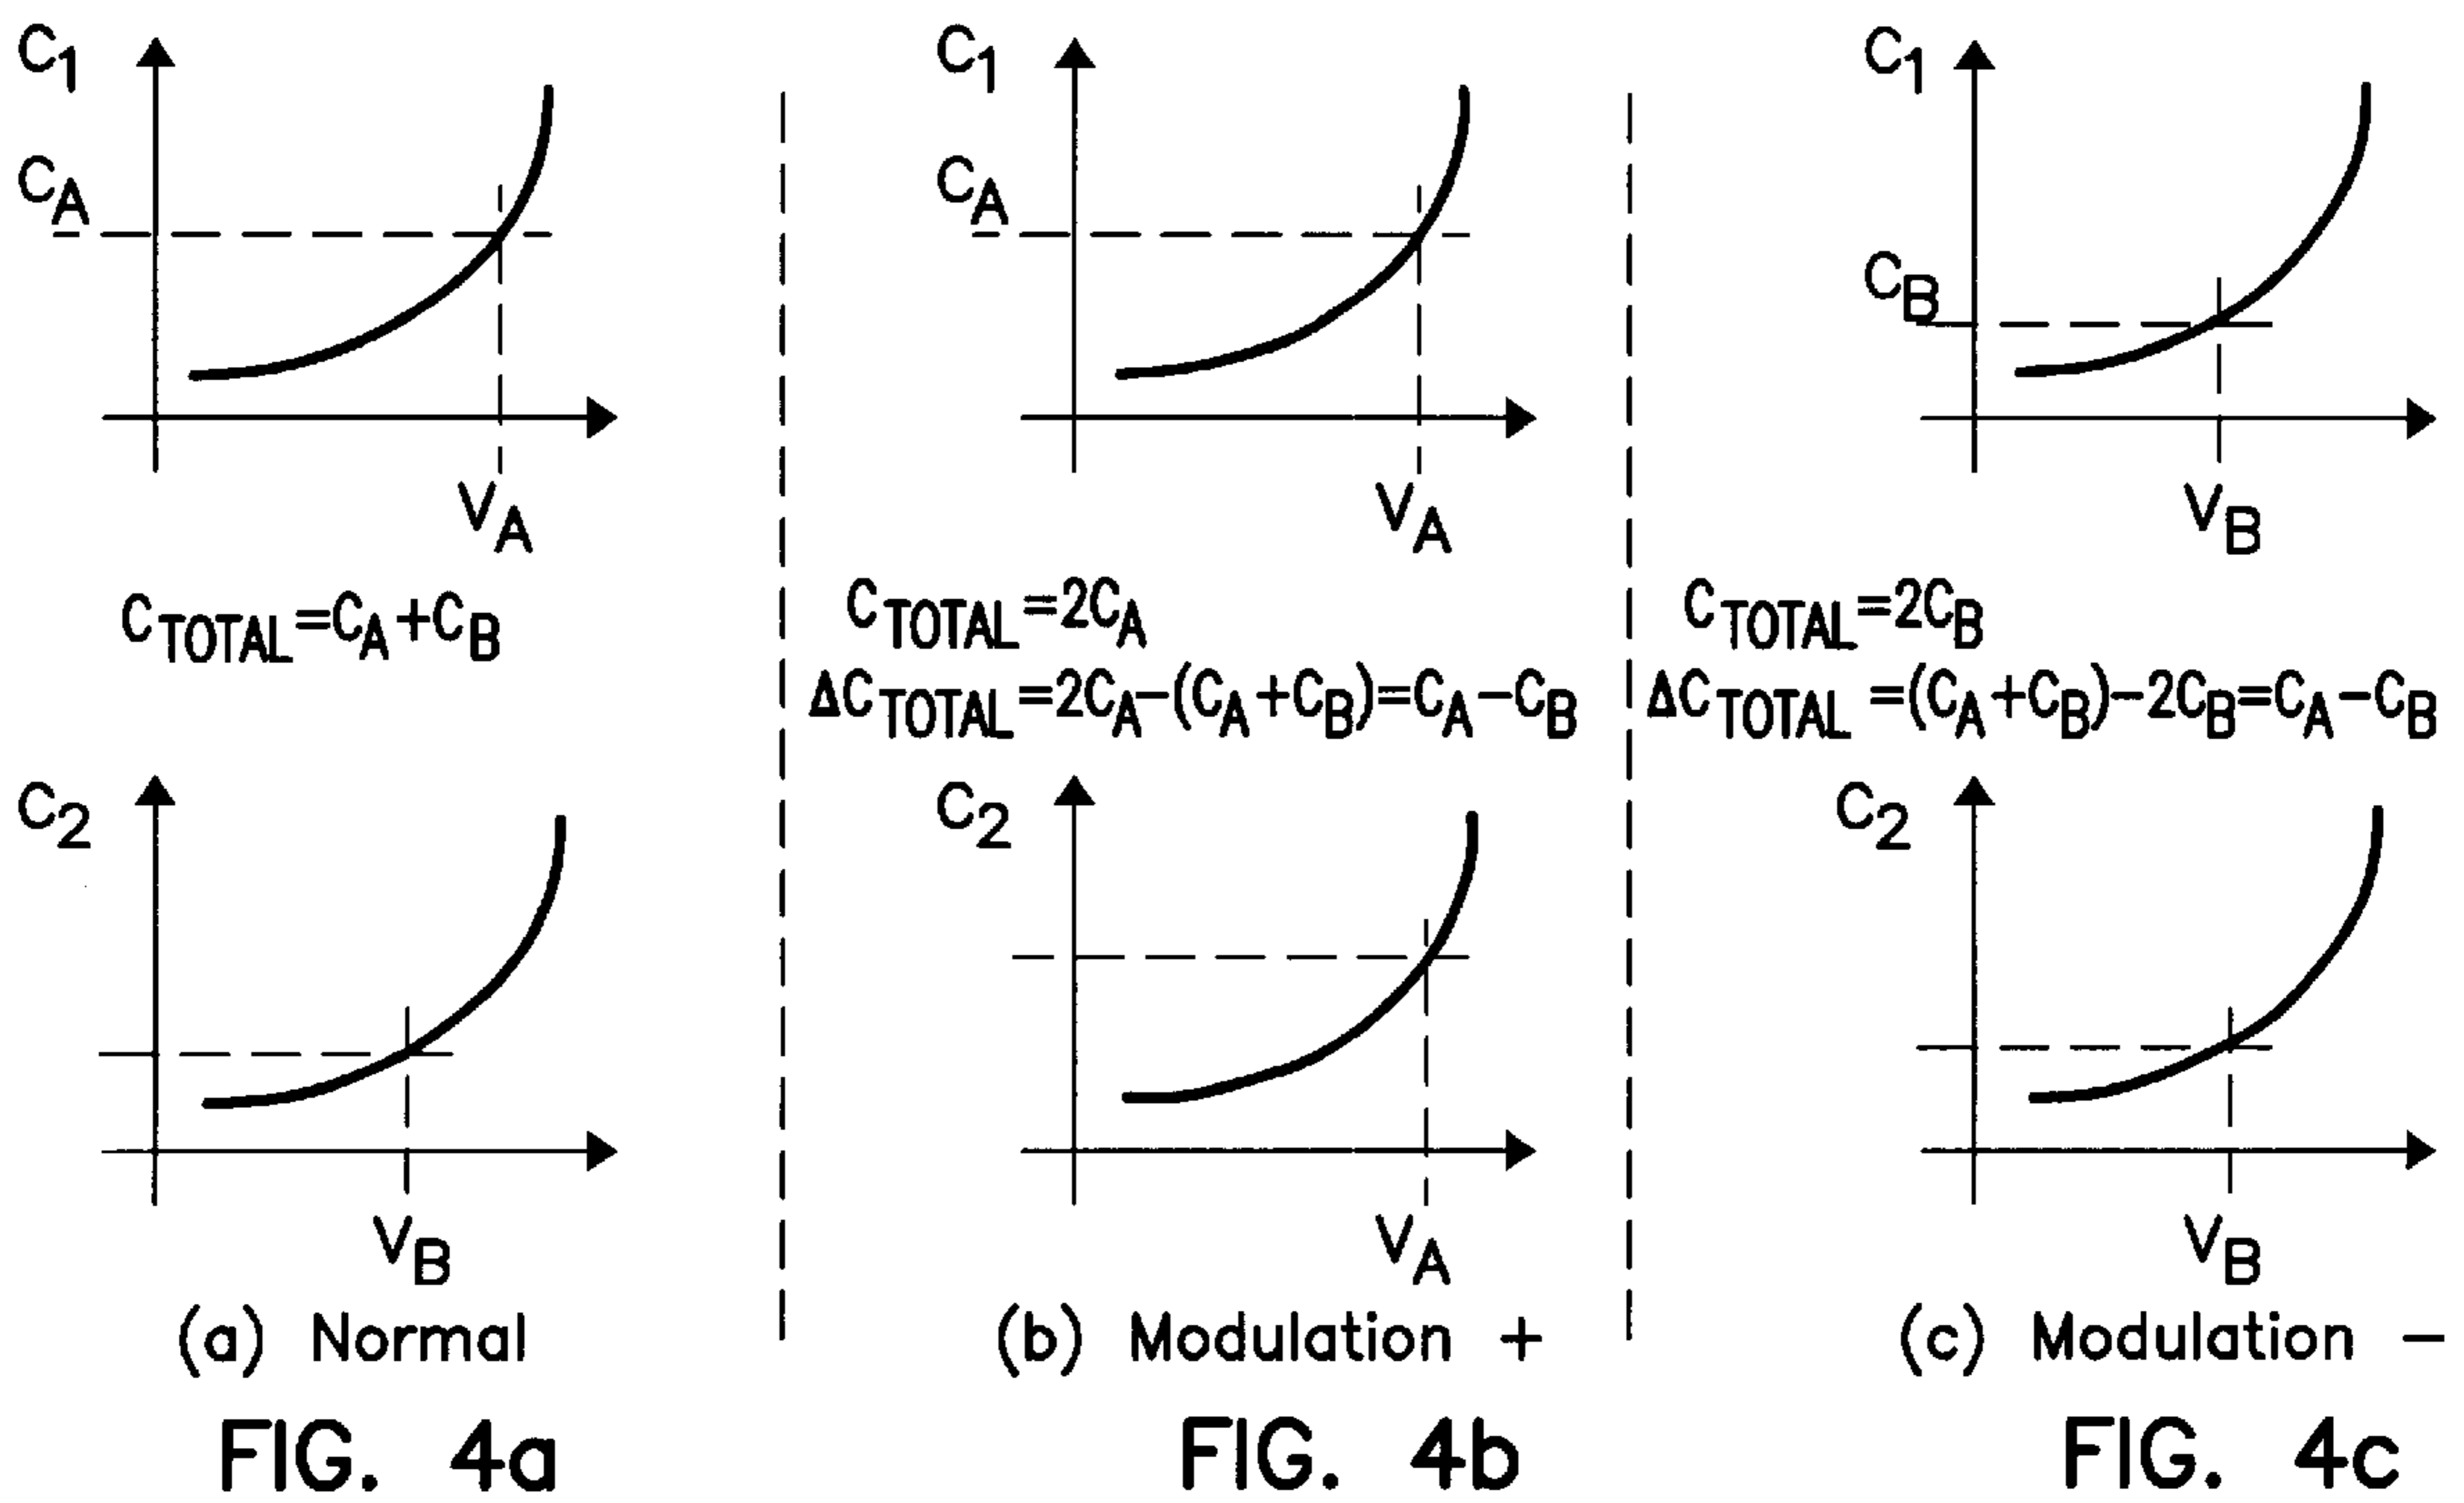 C1
CA
VA
CTOTAL=CA+CB
C2
VB
(a) Normal
FIG. 4a
C1
CA
VA
CTOTAL=2CA
ΔCTOTAL=2CA-(CA+CB)=CA-CB
C2
VA
(b) Modulation +
FIG. 4b
C1
CB
VB
CTOTAL=2CB
ΔCTOTAL=(CA+CB)-2CB=CA-CB
C2
VB
(c) Modulation -
FIG. 4c